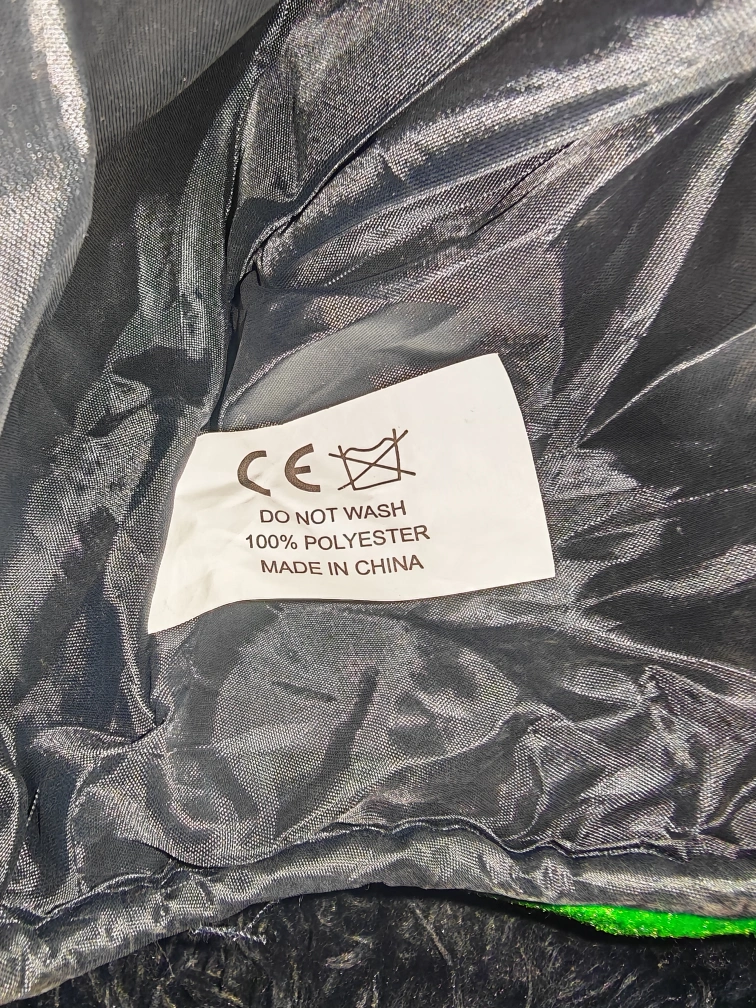 CE
DO NOT WASH
100% POLYESTER
MADE IN CHINA